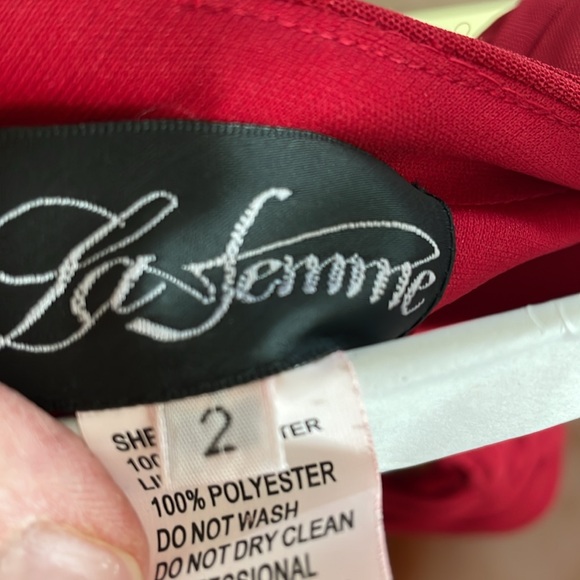 La Femme
2
SHE TER
100
LI
100% POLYESTER
DO NOT WASH
DO NOT DRY CLEAN